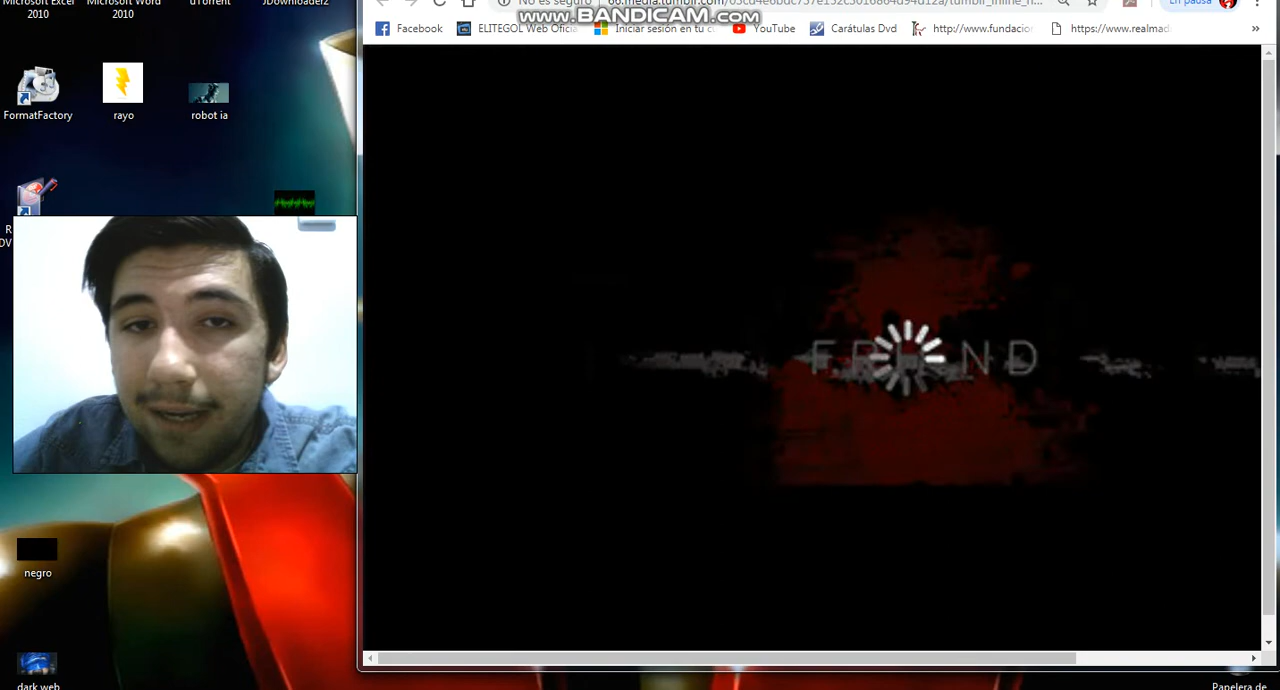 Microsoft Excel 2010
Microsoft Word 2010
uTorrent
JDownloader2
No es seguro
WWW.BANDICAM.COM
En pausa
Facebook
ELITEGOL Web Oficia
Iniciar sesión en tu c
YouTube
Carátulas Dvd
http://www.fundacior
https://www.realmad
»
FormatFactory
rayo
robot ia
R
DV
negro
dark web
Papelera de